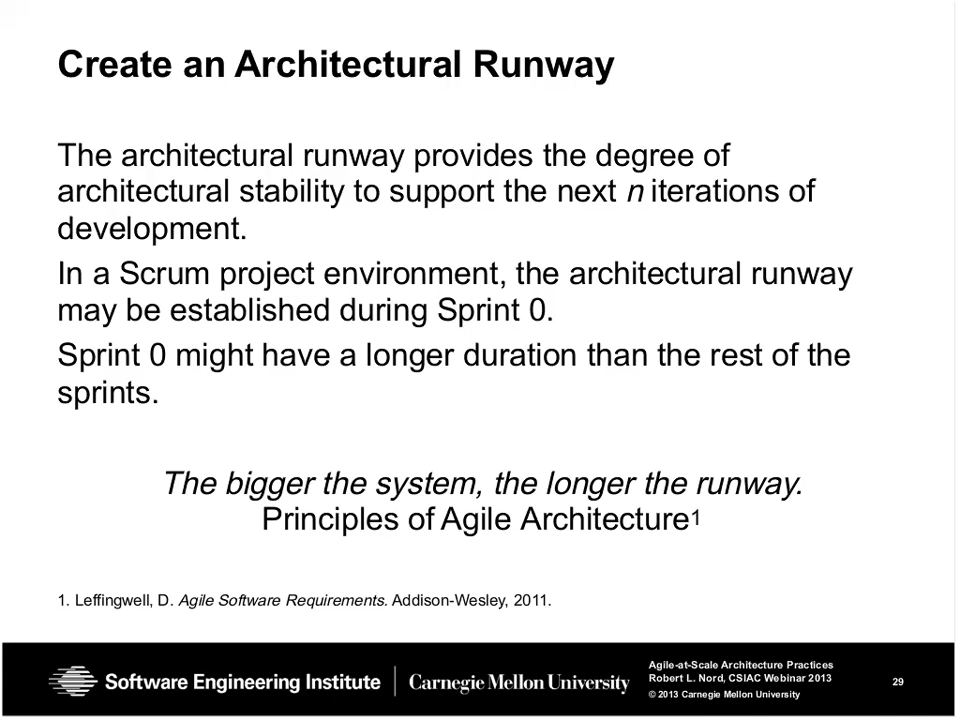 Create an Architectural Runway
The architectural runway provides the degree of
architectural stability to support the next n iterations of
development.
In a Scrum project environment, the architectural runway
may be established during Sprint 0.
Sprint 0 might have a longer duration than the rest of the
sprints.
The bigger the system, the longer the runway.
Principles of Agile Architecture1
1. Leffingwell, D. Agile Software Requirements. Addison-Wesley, 2011.
Software Engineering Institute
Carnegie Mellon University
Agile-at-Scale Architecture Practices
Robert L. Nord, CSIAC Webinar 2013
© 2013 Carnegie Mellon University
29